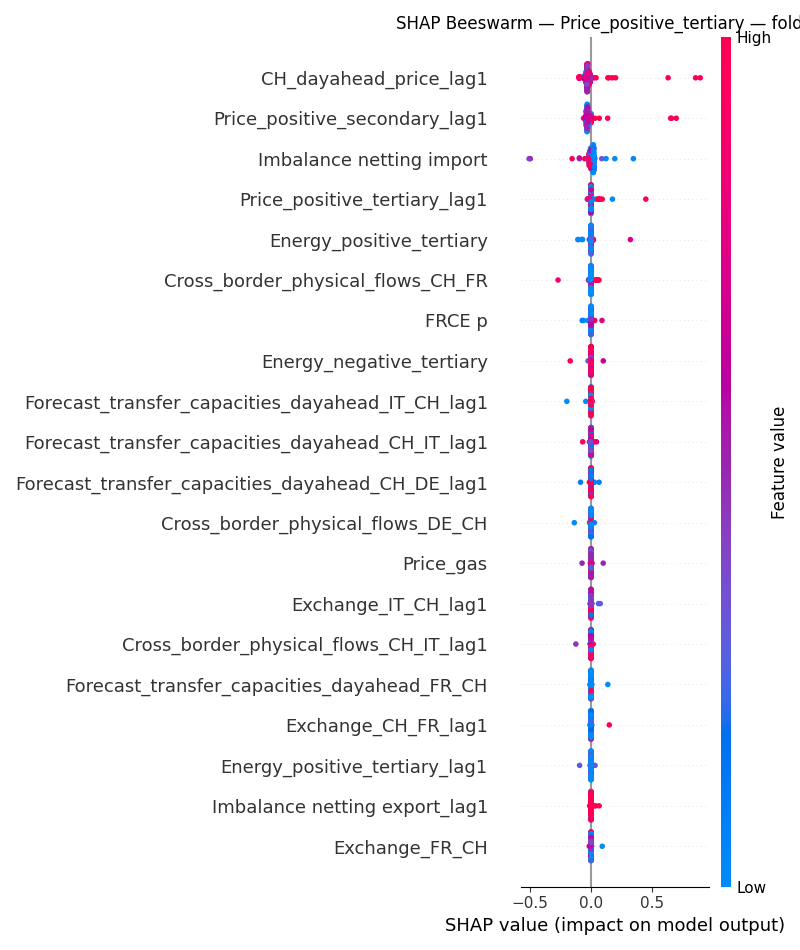 SHAP Beeswarm — Price_positive_tertiary — fold
High
CH_dayahead_price_lag1
Price_positive_secondary_lag1
Imbalance netting import
Price_positive_tertiary_lag1
Energy_positive_tertiary
Cross_border_physical_flows_CH_FR
FRCE p
Energy_negative_tertiary
Forecast_transfer_capacities_dayahead_IT_CH_lag1
Forecast_transfer_capacities_dayahead_CH_IT_lag1
Forecast_transfer_capacities_dayahead_CH_DE_lag1
Cross_border_physical_flows_DE_CH
Price_gas
Exchange_IT_CH_lag1
Cross_border_physical_flows_CH_IT_lag1
Forecast_transfer_capacities_dayahead_FR_CH
Exchange_CH_FR_lag1
Energy_positive_tertiary_lag1
Imbalance netting export_lag1
Exchange_FR_CH
Feature value
Low
−0.5 0.0 0.5
SHAP value (impact on model output)